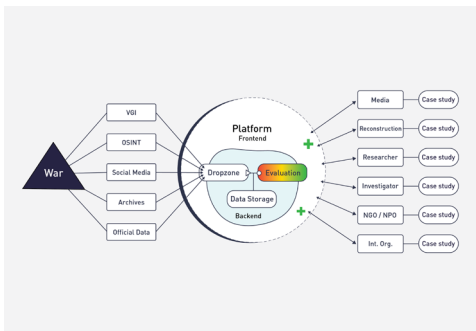 War
VGI
OSINT
Social Media
Archives
Official Data
Platform
Frontend
Dropzone
Evaluation
Data Storage
Backend
Media
Case study
Reconstruction
Case study
Researcher
Case study
Investigator
Case study
NGO / NPO
Case study
Int. Org.
Case study